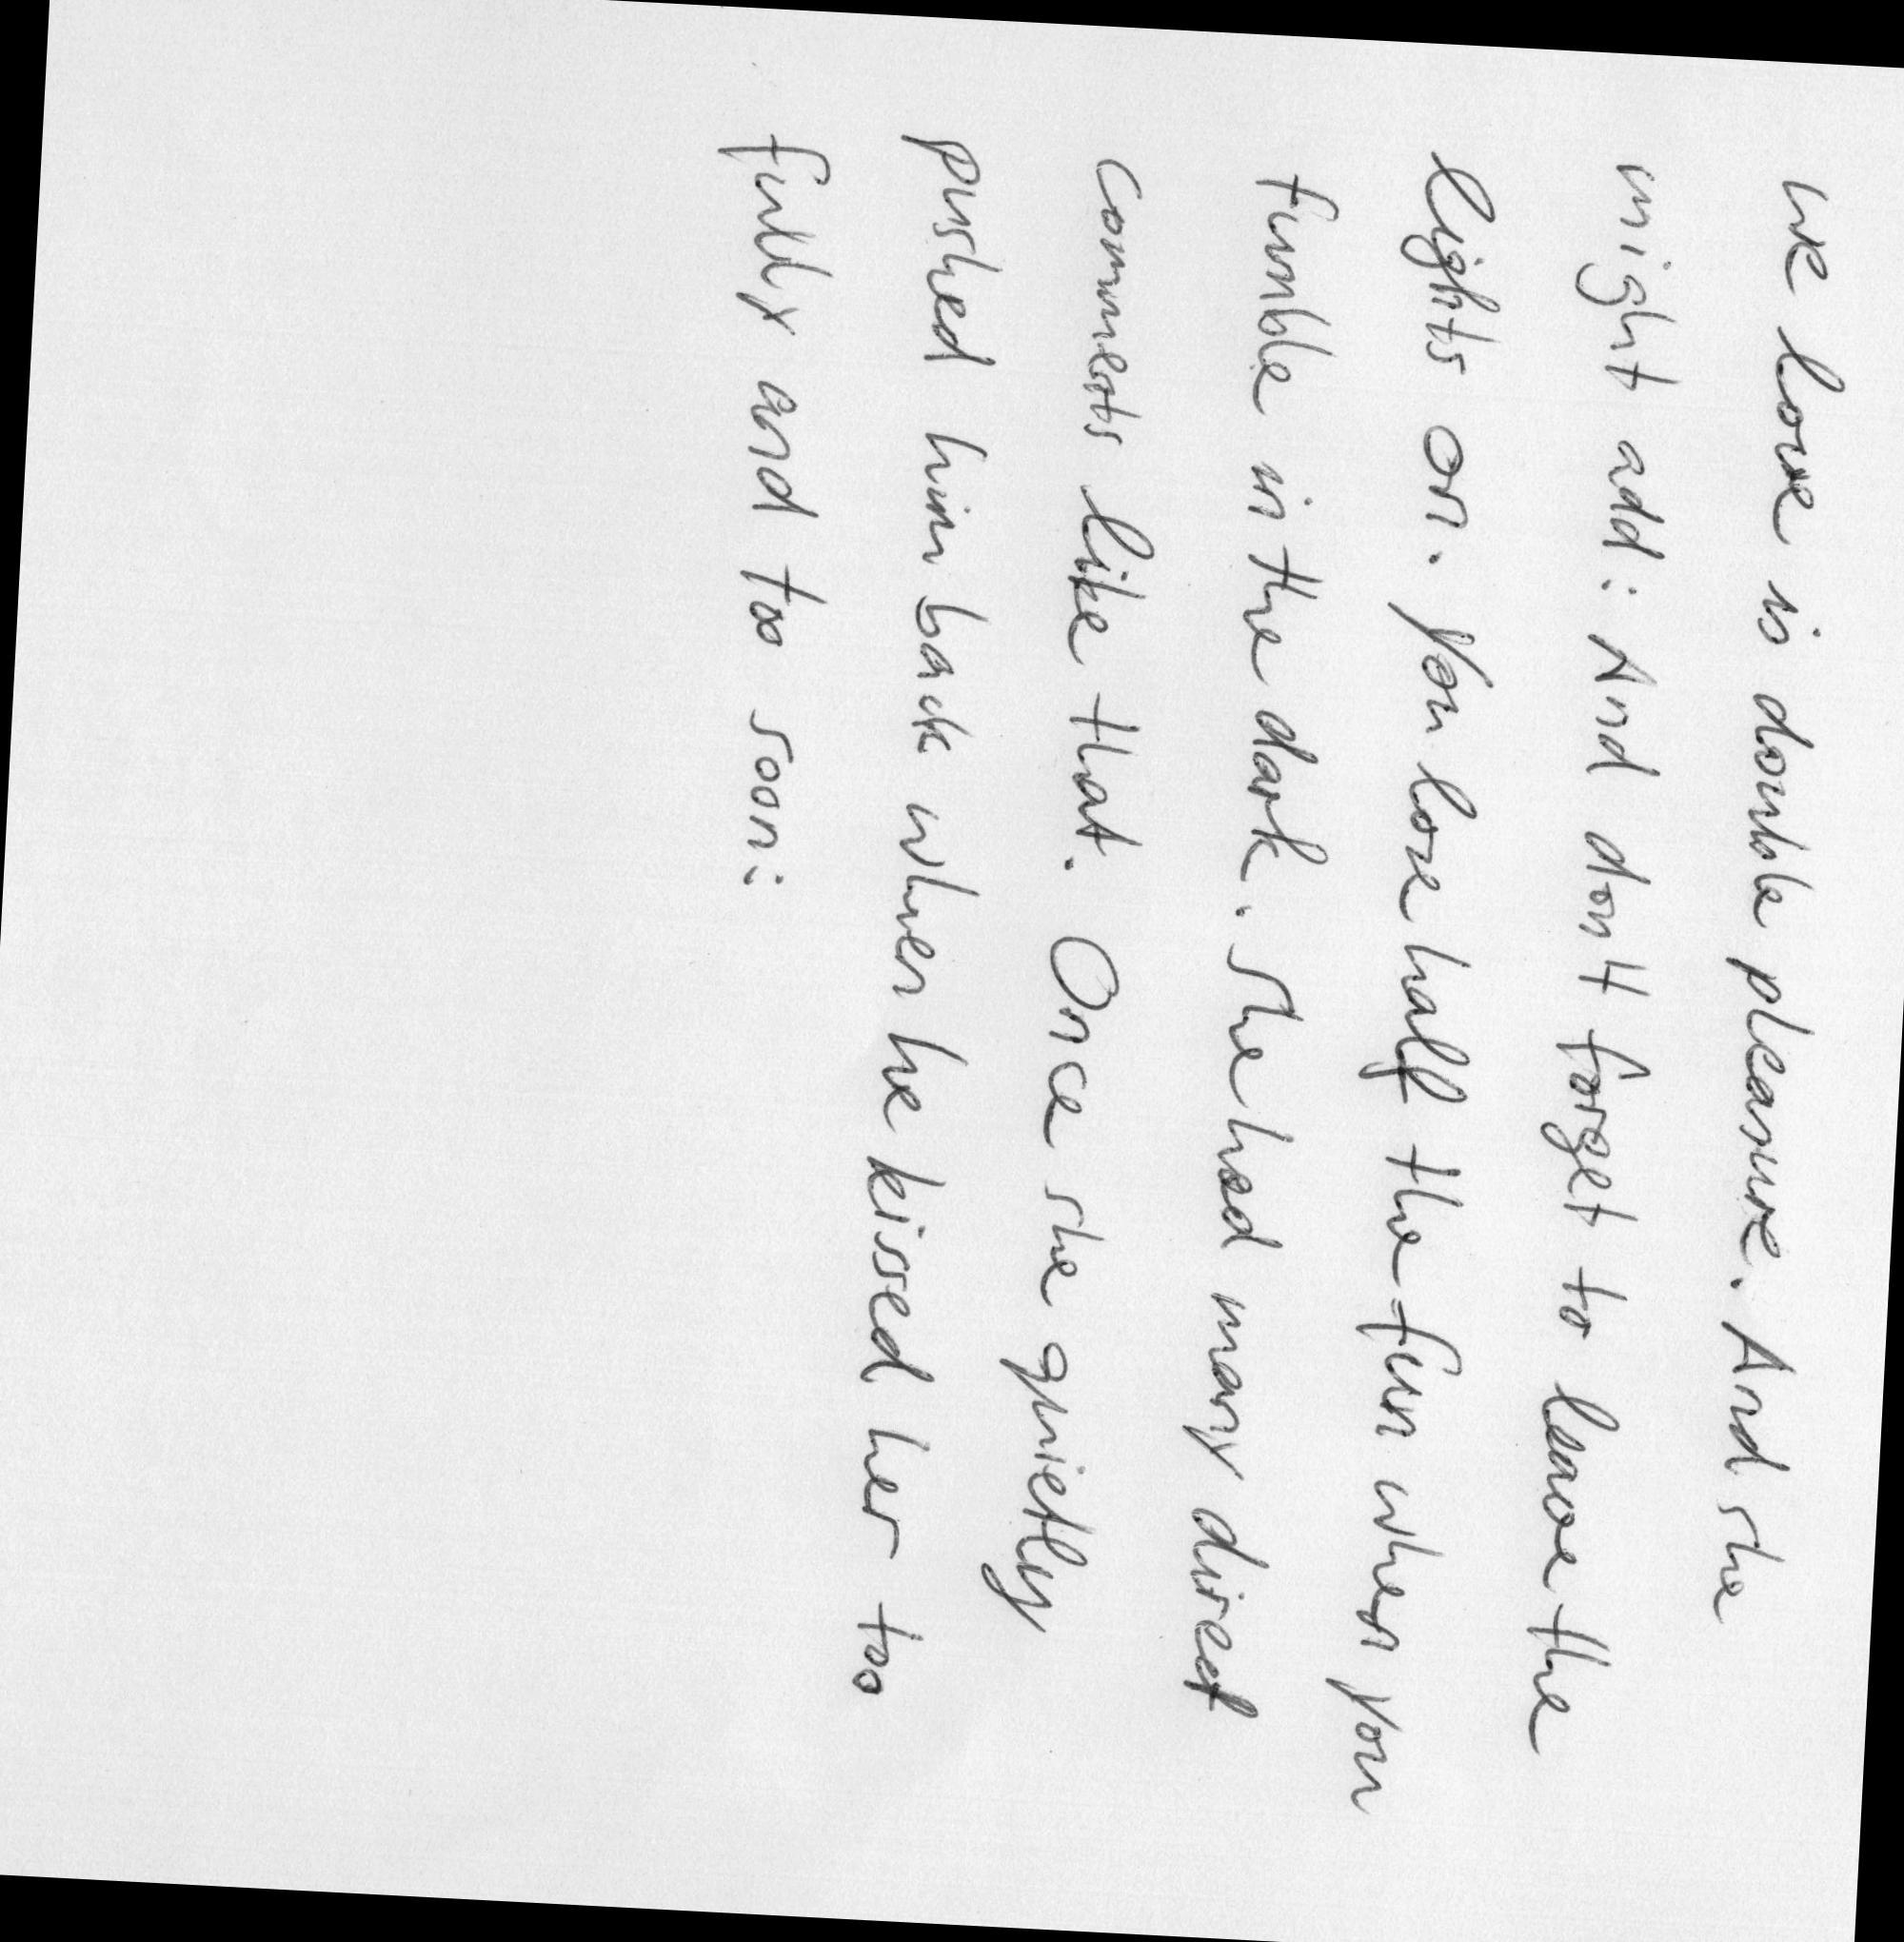 we love is double pleasure. And she
might add: And don't forget to leave the
lights on. You lose half the fun when you
fumble in the dark. She had many direct
comments like that. Once she quietly
pushed him back when he kissed her too
fully and too soon: